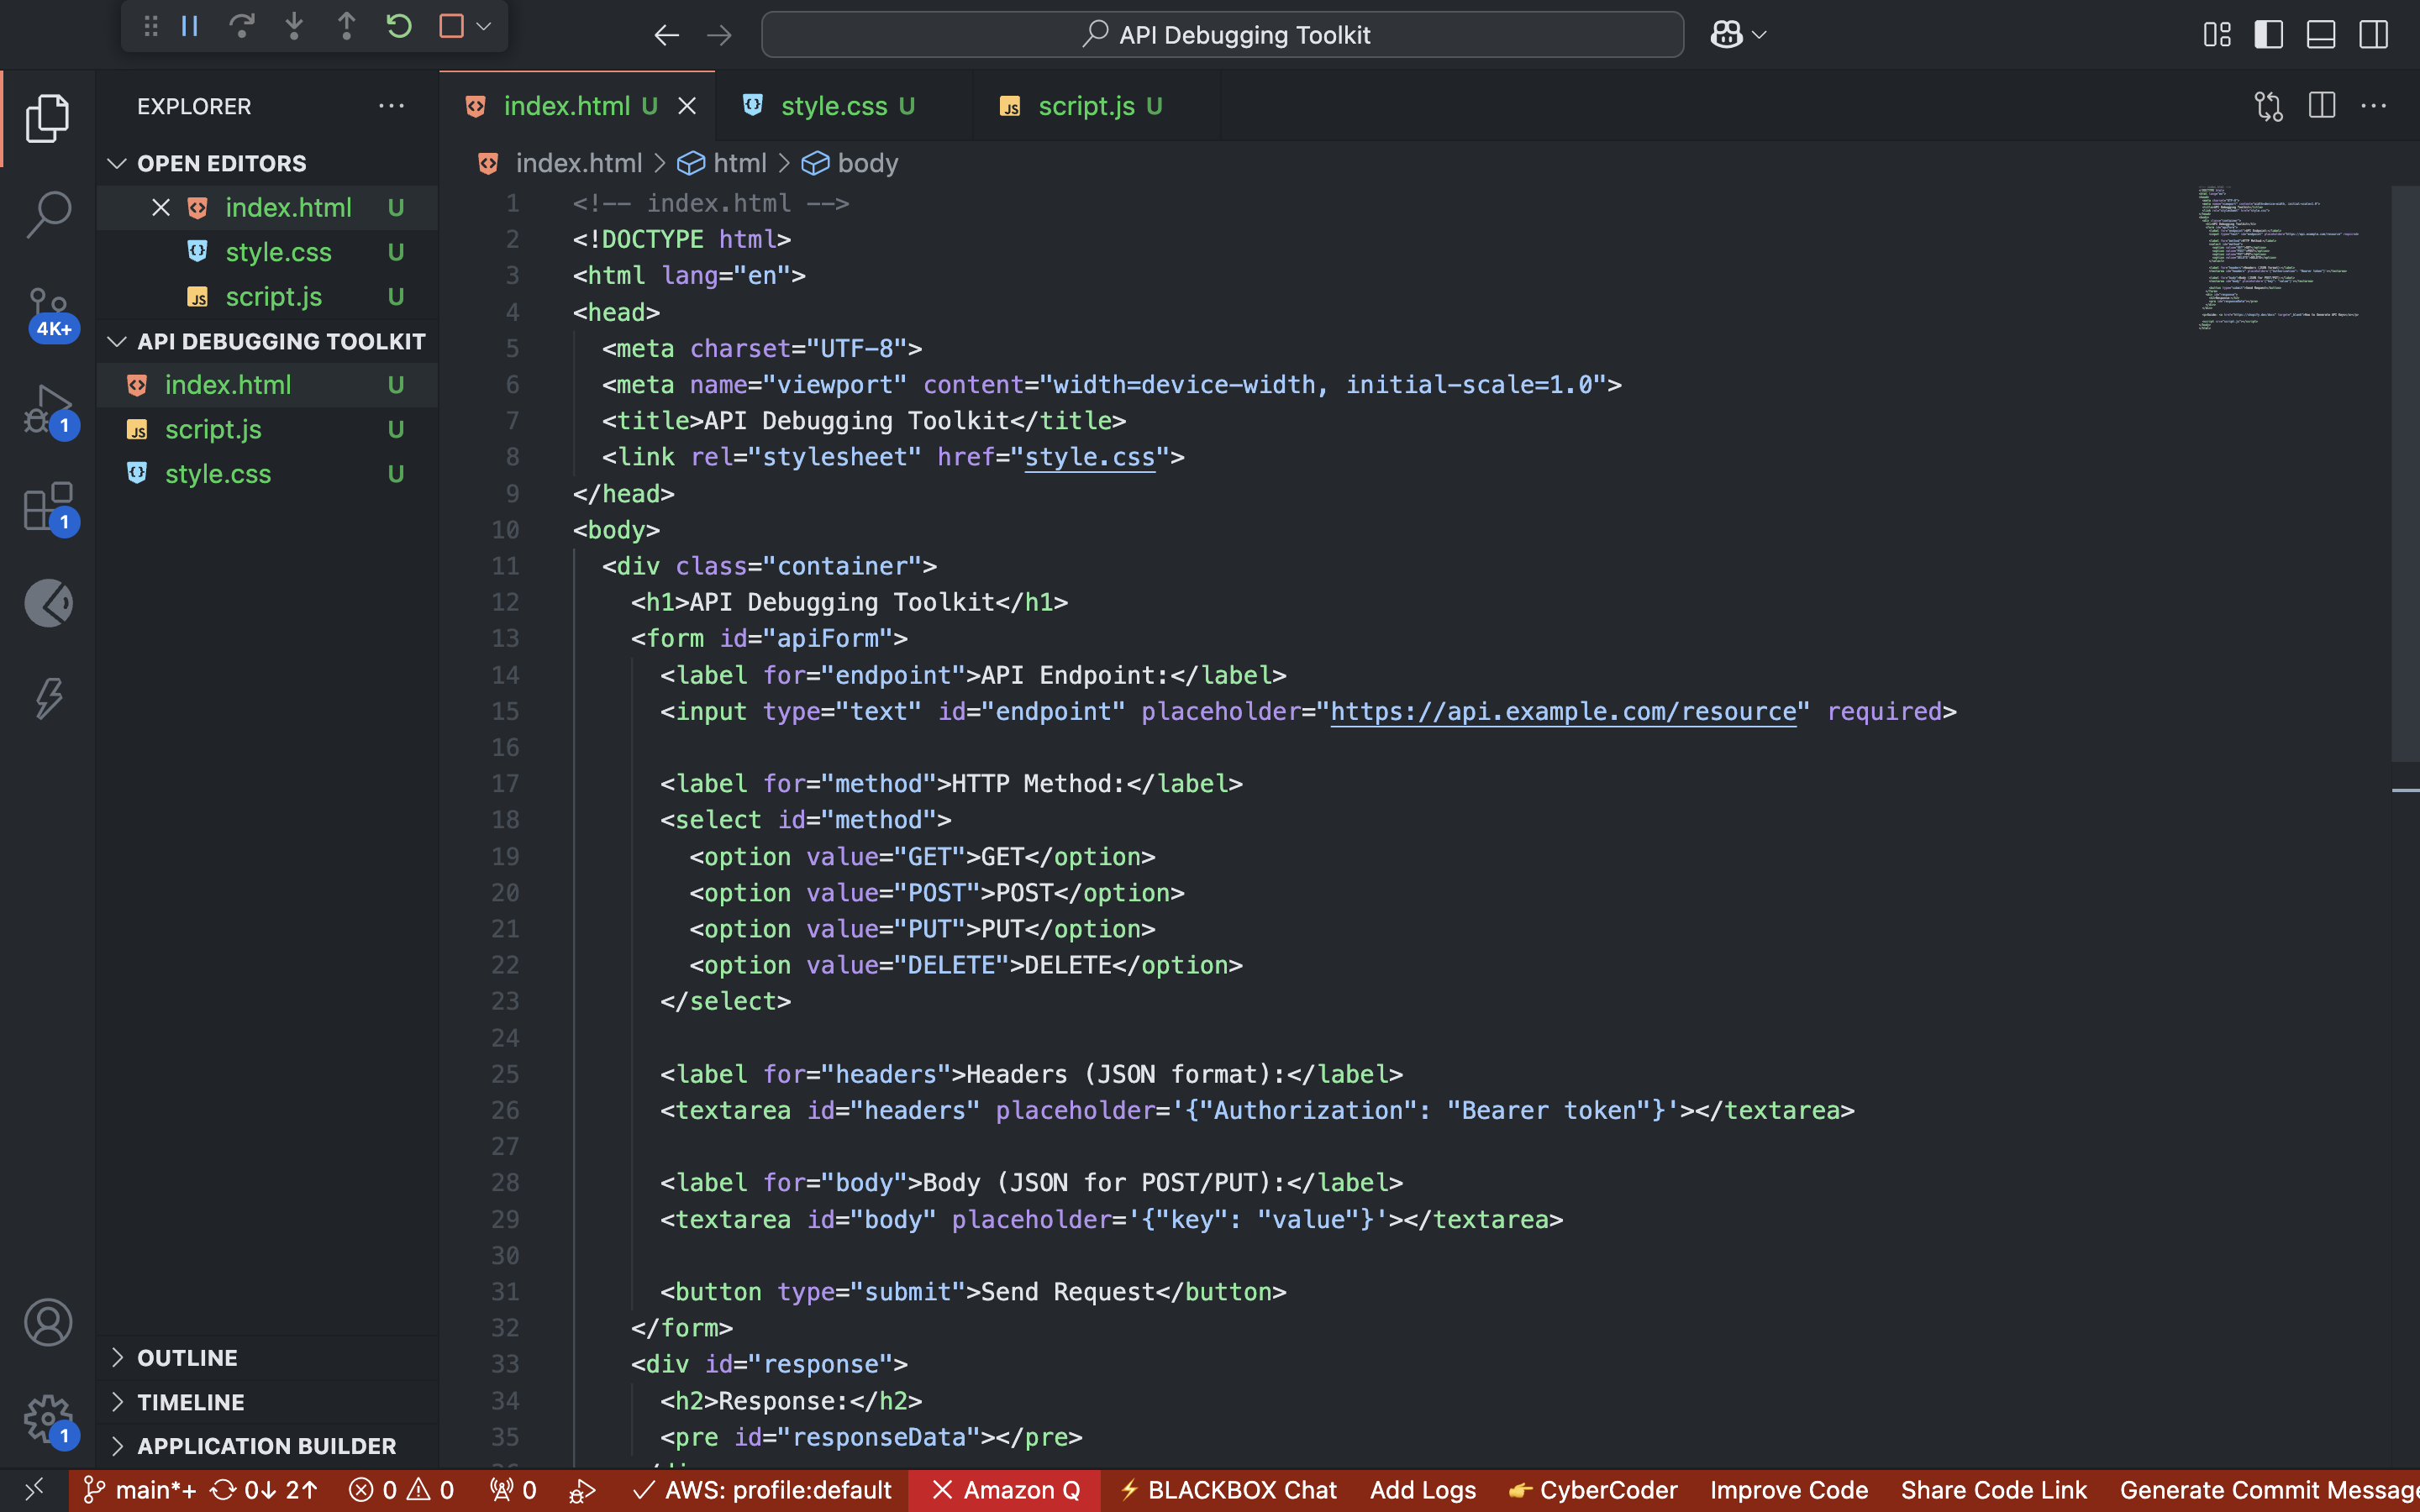 API Debugging Toolkit
EXPLORER
index.html U
style.css U
script.js U
OPEN EDITORS
index.html U
style.css U
script.js U
4K+
API DEBUGGING TOOLKIT
index.html U
script.js U
style.css U
1
1
OUTLINE
TIMELINE
1
APPLICATION BUILDER
index.html > html > body
1 <!-- index.html -->
2 <!DOCTYPE html>
3 <html lang="en">
4 <head>
5 <meta charset="UTF-8">
6 <meta name="viewport" content="width=device-width, initial-scale=1.0">
7 <title>API Debugging Toolkit</title>
8 <link rel="stylesheet" href="style.css">
9 </head>
10 <body>
11 <div class="container">
12 <h1>API Debugging Toolkit</h1>
13 <form id="apiForm">
14 <label for="endpoint">API Endpoint:</label>
15 <input type="text" id="endpoint" placeholder="https://api.example.com/resource" required>
16
17 <label for="method">HTTP Method:</label>
18 <select id="method">
19 <option value="GET">GET</option>
20 <option value="POST">POST</option>
21 <option value="PUT">PUT</option>
22 <option value="DELETE">DELETE</option>
23 </select>
24
25 <label for="headers">Headers (JSON format):</label>
26 <textarea id="headers" placeholder='{"Authorization": "Bearer token"}'></textarea>
27
28 <label for="body">Body (JSON for POST/PUT):</label>
29 <textarea id="body" placeholder='{"key": "value"}'></textarea>
30
31 <button type="submit">Send Request</button>
32 </form>
33 <div id="response">
34 <h2>Response:</h2>
35 <pre id="responseData"></pre>
main*+ 0↓ 2↑ 0 0 0 AWS: profile:default Amazon Q BLACKBOX Chat Add Logs CyberCoder Improve Code Share Code Link Generate Commit Message